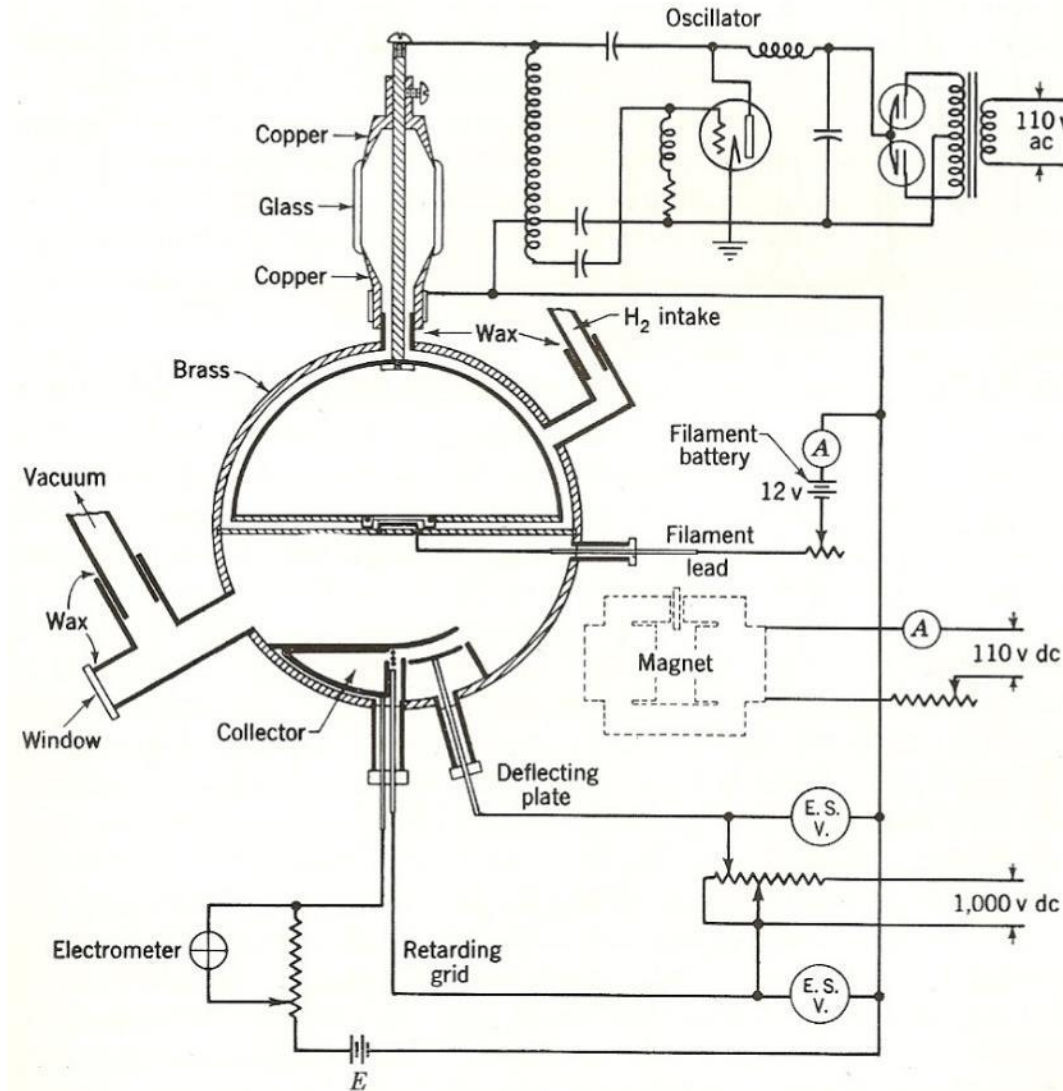 Oscillator
110 v
ac
Copper
Glass
Copper
Wax
H2 intake
Brass
Filament
battery
A
12 v
Vacuum
Filament
lead
Wax
A
Magnet
110 v dc
Window
Collector
Deflecting
plate
E. S.
V.
1,000 v dc
Electrometer
Retarding
grid
E. S.
V.
E